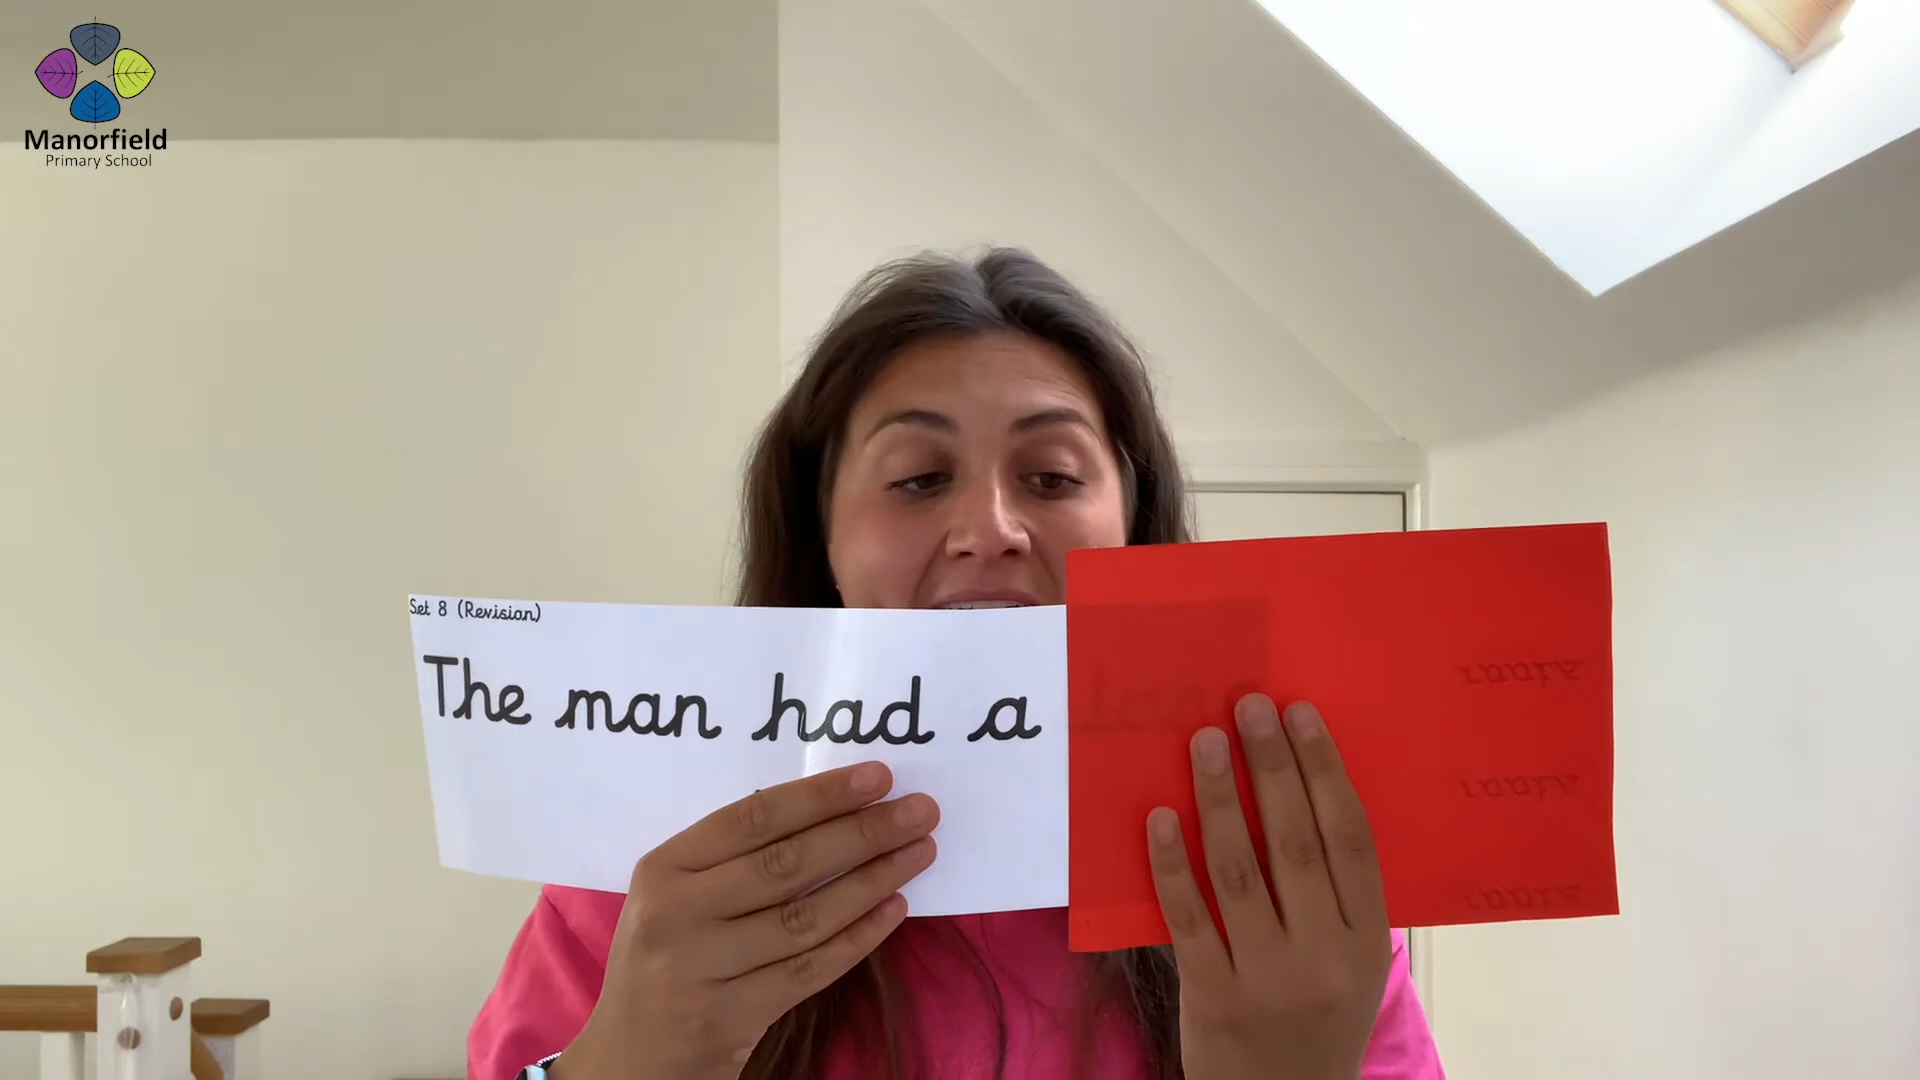 Manorfield
Primary School
Set 8 (Revision)
The man had a